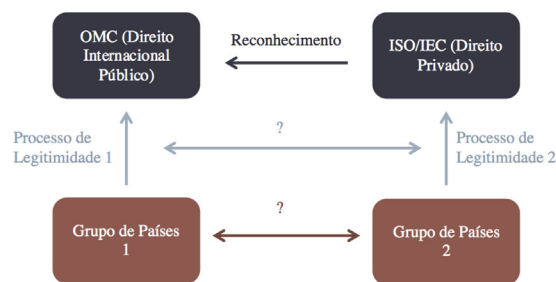 OMC (Direito
Internacional
Público)
Reconhecimento
ISO/IEC (Direito
Privado)
Processo de
Legitimidade 1
?
Processo de
Legitimidade 2
Grupo de Países
1
?
Grupo de Países
2